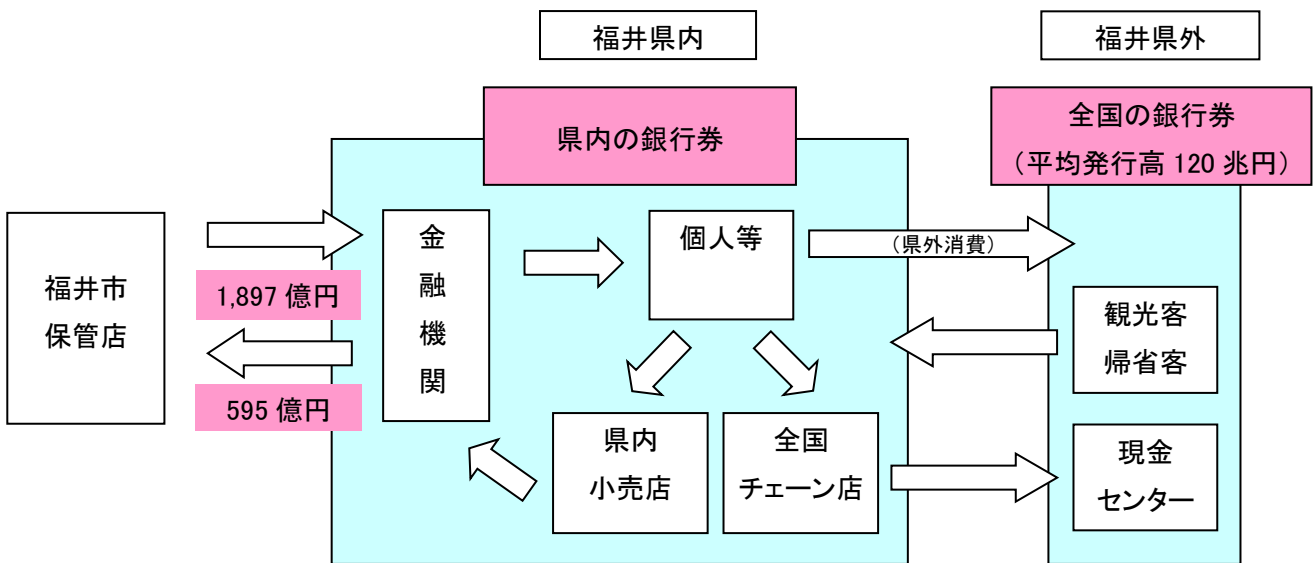 福井県内
福井県外
県内の銀行券
全国の銀行券
（平均発行高 120 兆円）
福井市
保管店
1,897 億円
595 億円
金
融
機
関
個人等
（県外消費）
県内
小売店
全国
チェーン店
観光客
帰省客
現金
センター